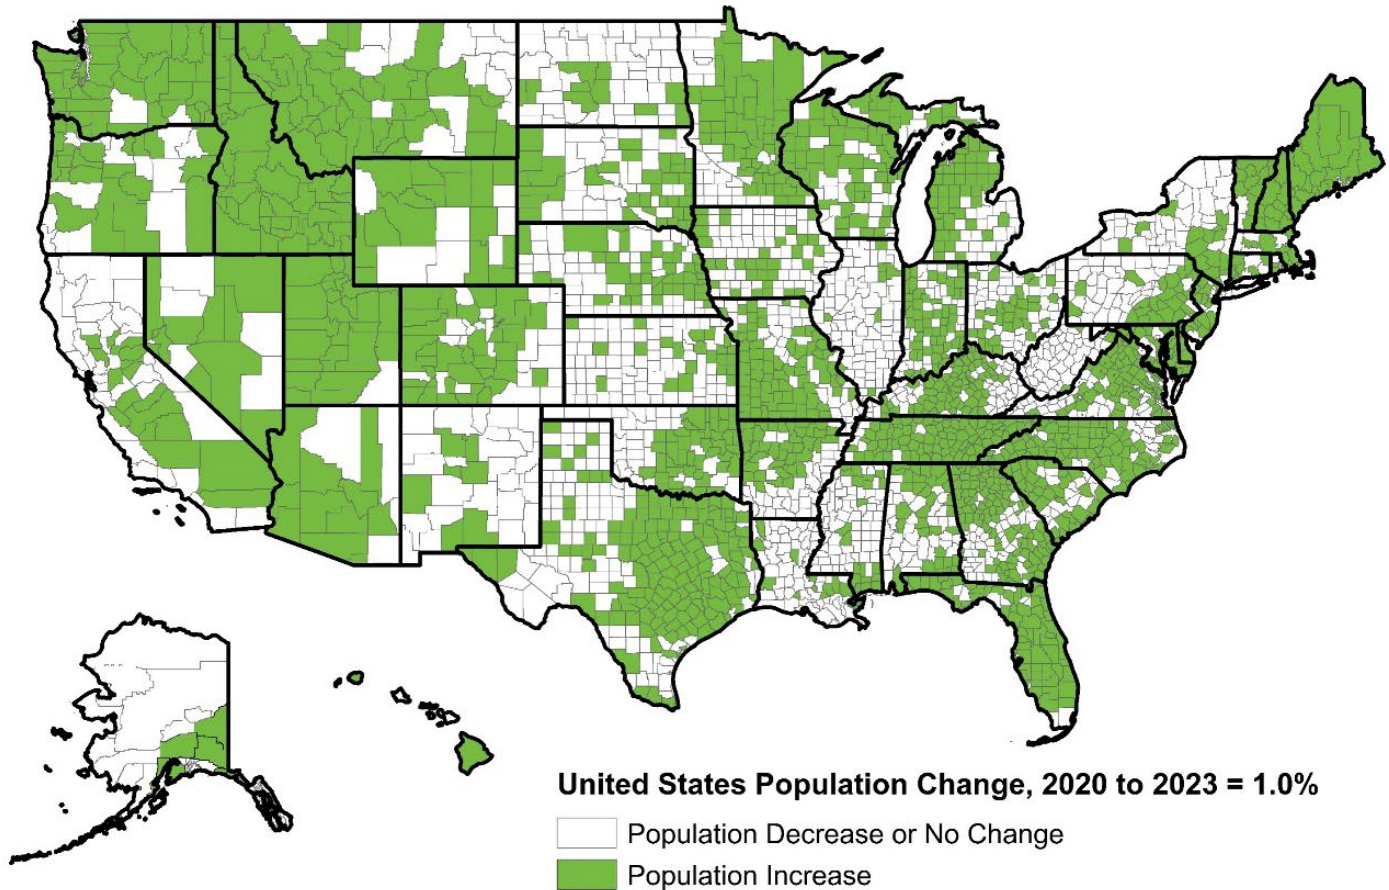 United States Population Change, 2020 to 2023 = 1.0%
Population Decrease or No Change
Population Increase